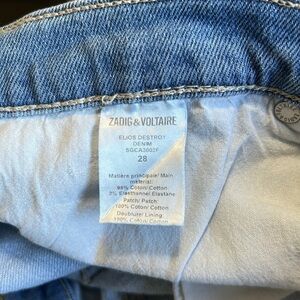 ZADIG&VOLTAIRE
ELIOS DESTROY
DENIM
SGCA3002F
28
Matière principale/ Main
material:
98% Coton/ Cotton
2% Elasthanne/ Elastane
Patch/ Patch:
100% Coton/ Cotton
Doublure/ Lining:
100% Coton/ Cotton